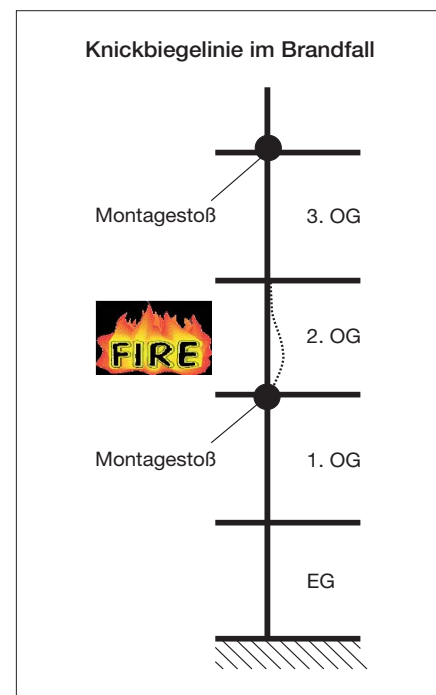 Knickbiegelinie im Brandfall
Montagestoß
3. OG
FIRE
2. OG
Montagestoß
1. OG
EG